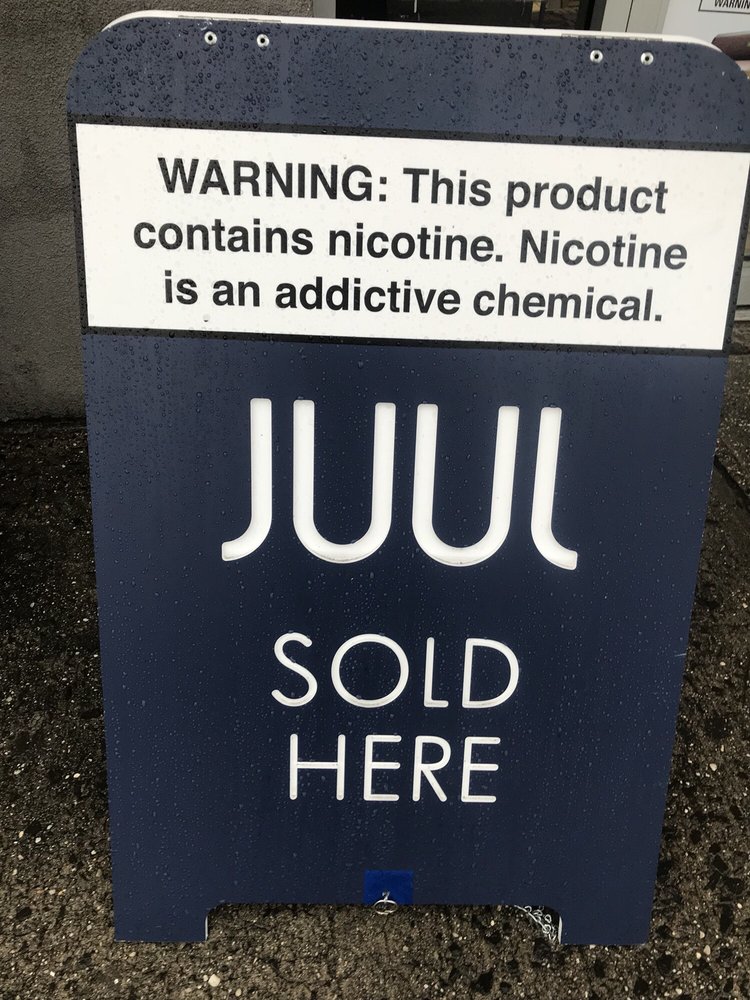 WARNING: This product
contains nicotine. Nicotine
is an addictive chemical.
JUUL
SOLD
HERE